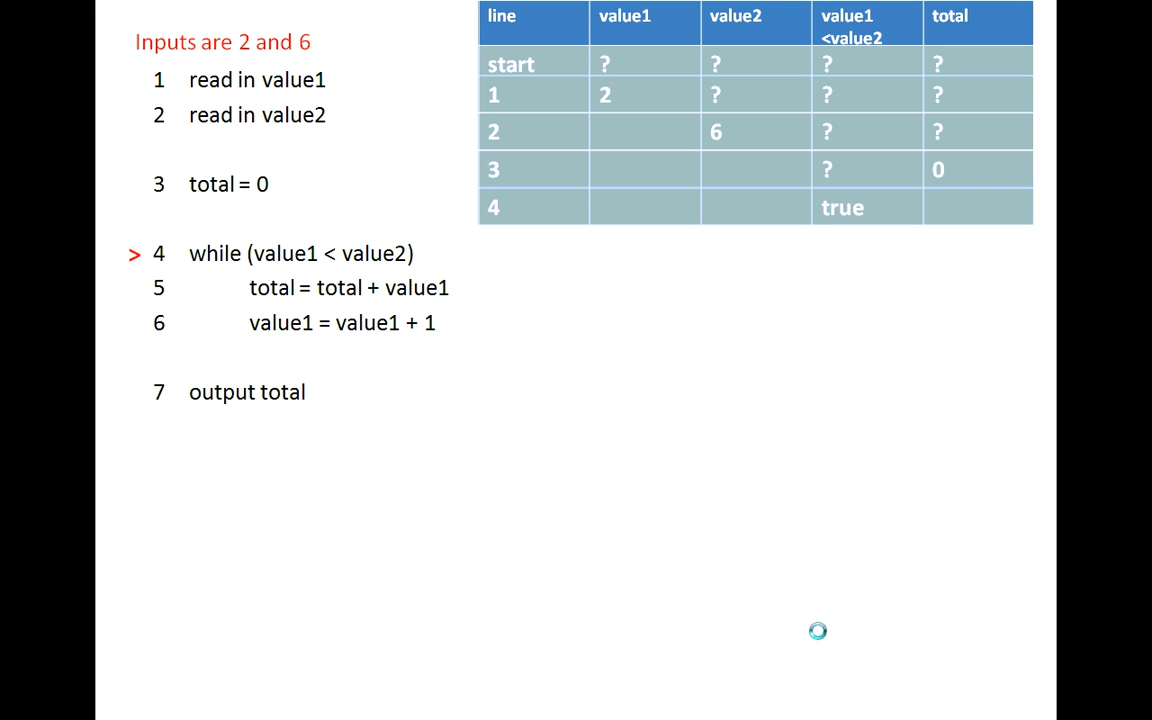 Inputs are 2 and 6
1 read in value1
2 read in value2
3 total = 0
> 4 while (value1 < value2)
5 total = total + value1
6 value1 = value1 + 1
7 output total
line value1 value2 value1 total
<value2
start ? ? ? ?
1 2 ? ? ?
2 6 ? ?
3 ? 0
4 true